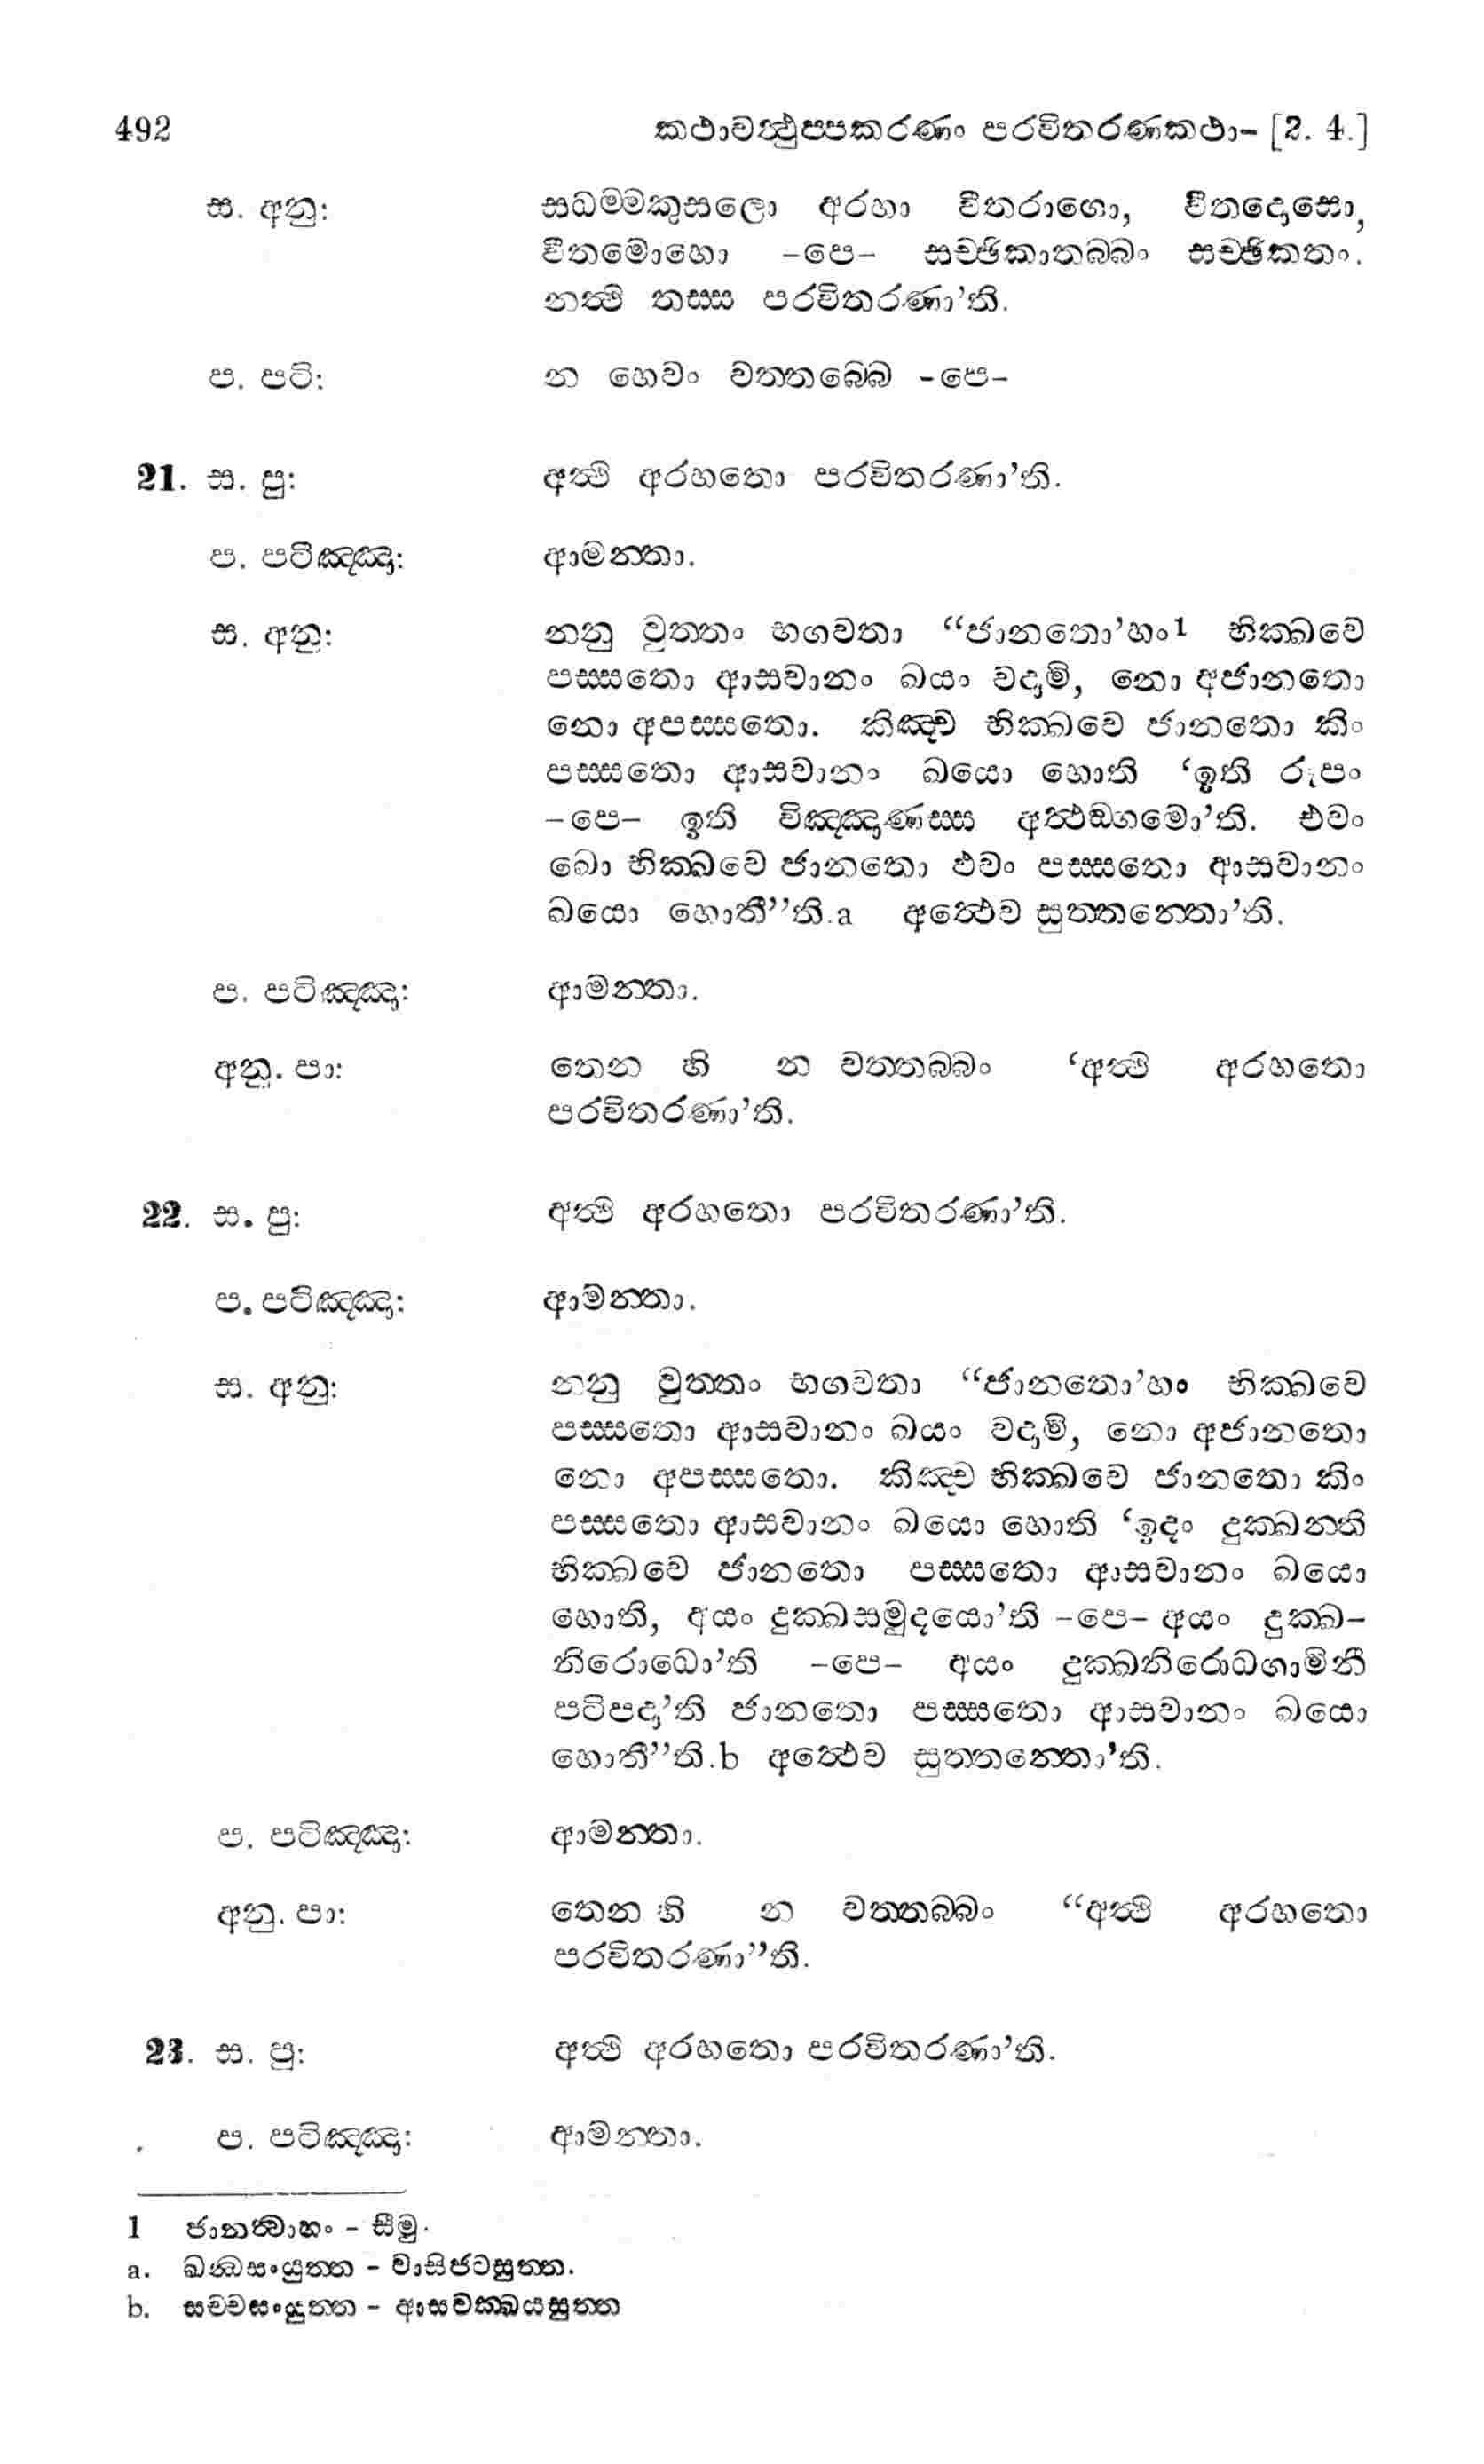 492 කථාවත්‍ථුප‍්පකරණං පරවිතරණකථා- [2. 4.]
ස. අනු: සධම‍්මකුසලො අරහා වීතරාගො, වීතදොසො,
වීතමොහො -පෙ- සච‍්ඡිකාතබ‍්බං සච‍්ඡිකතං.
නත්‍ථි තස‍්ස පරවිතරණා’ති.
ප. පටි: න හෙවං වත‍්තබ‍්බෙ -පෙ-
21. ස. පු: අත්‍ථි අරහතො පරවිතරණා’ති.
ප. පටිඤ‍්ඤා: ආමන‍්තා.
ස. අනු: නනු වුත‍්තං භගවතා “ජානතො’හං1 භික‍්ඛවෙ
පස‍්සතො ආසවානං ඛයා වදාමි, නො අජානතො
නො අපස‍්සතො. කිඤ‍්ච භික‍්ඛවෙ ජානතො කිං
පස‍්සතො ආසවානං ඛයො හොති ‘ඉති රූපං
-පෙ- ඉති විඤ‍්ඤාණස‍්ස අත්‍ථඞ‍්ගමො’ති. එවං
ඛො භික‍්ඛවෙ ජානතො එවං පස‍්සතො ආසවානං
ඛයො හොතී”ති.a අත්‍ථෙව සුත‍්තන‍්තො’ති.
ප. පටිඤ‍්ඤා: ආමන‍්තා.
අනු. පා: තෙන හි න වත‍්තබ‍්බං ‘අත්‍ථි අරහතො
පරවිතරණා’ති.
22. ස. පු: අත්‍ථි අරහතො පරවිතරණා’ති.
ප. පටිඤ‍්ඤා: ආමන‍්තා.
ස. අනු: නනු වුත‍්තං භගවතා “ජානතො’හං භික‍්ඛවෙ
පස‍්සතො ආසවානං ඛයං වදාමි, නො අජානතො
නො අපස‍්සතො. කිඤ‍්ච භික‍්ඛවෙ ජානතො කිං
පස‍්සතො ආසවානං ඛයො හොති ‘ඉදං දුක‍්ඛන‍්ති
භික‍්ඛවෙ ජානතො පස‍්සතො ආසවානං ඛයො
හොති, අයං දුක‍්ඛසමුදයො’ති -පෙ- අයං දුක‍්ඛ-
නිරොධො’ති -පෙ- අයං දුක‍්ඛනිරොධගාමිනී
පටිපදා’ති ජානතො පස‍්සතො ආසවානං ඛයො
හොතී”ති.b අත්‍ථෙව සුත‍්තන‍්තො’ති.
ප. පටිඤ‍්ඤා: ආමන‍්තා.
අනු. පා: තෙන හි න වත‍්තබ‍්බං “අත්‍ථි අරහතො
පරවිතරණා”ති.
23. ස. පු: අත්‍ථි අරහතො පරවිතරණා’ති.
ප. පටිඤ‍්ඤා: ආමන‍්තා.
1 ජානත්‍වාහං - සීමු.
a. ඛන්‍ධසංයුත‍්ත - වාසිජටසුත‍්ත.
b. සච‍්චසංයුත‍්ත - ආසවක‍්ඛයසුත‍්ත